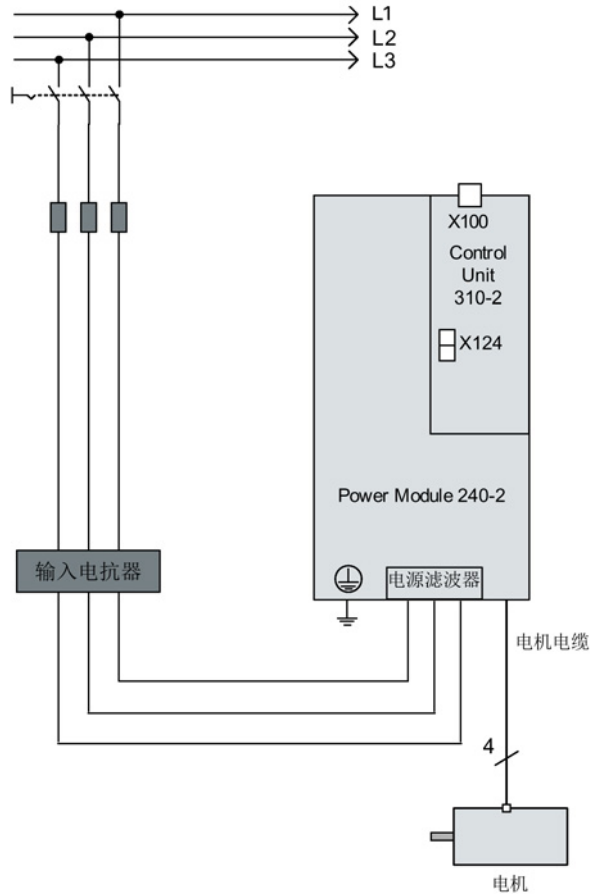 L1
L2
L3
X100
Control
Unit
310-2
X124
Power Module 240-2
输入电抗器
电源滤波器
电机电缆
4
电机